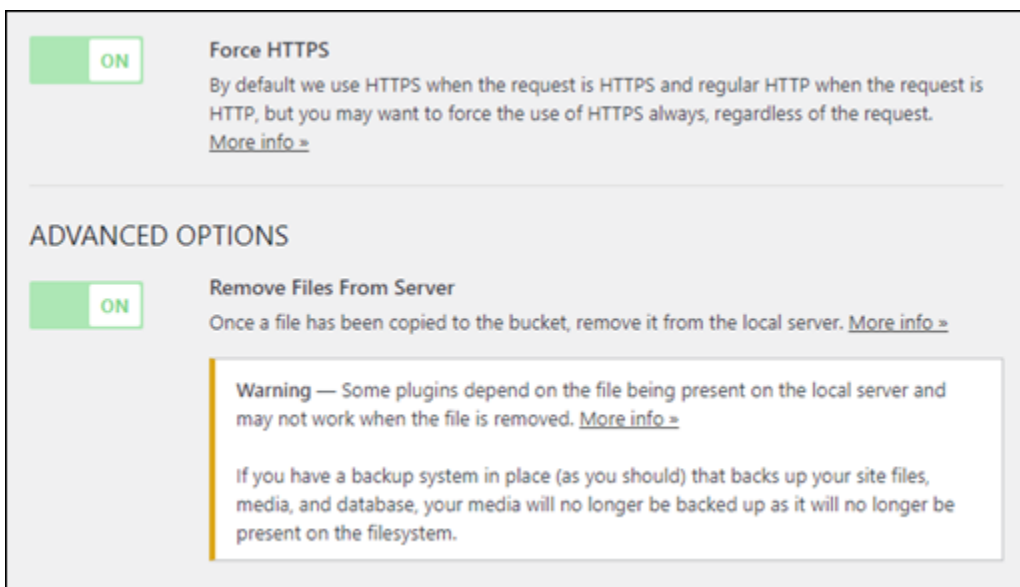 ON
Force HTTPS
By default we use HTTPS when the request is HTTPS and regular HTTP when the request is
HTTP, but you may want to force the use of HTTPS always, regardless of the request.
More info »
ADVANCED OPTIONS
ON
Remove Files From Server
Once a file has been copied to the bucket, remove it from the local server. More info »
Warning — Some plugins depend on the file being present on the local server and
may not work when the file is removed. More info »
If you have a backup system in place (as you should) that backs up your site files,
media, and database, your media will no longer be backed up as it will no longer be
present on the filesystem.